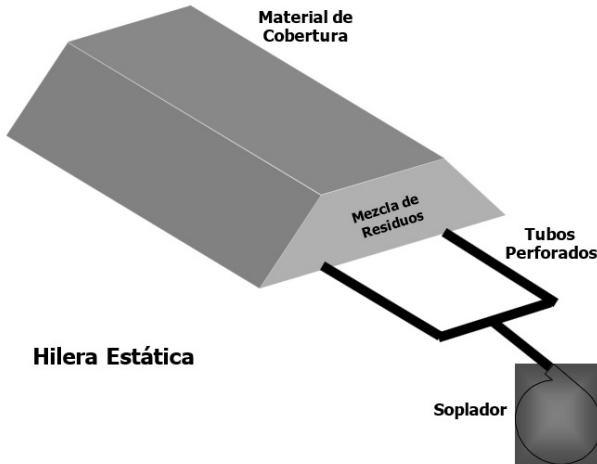 Material de
Cobertura
Mezcla de
Residuos
Tubos
Perforados
Hilera Estática
Soplador